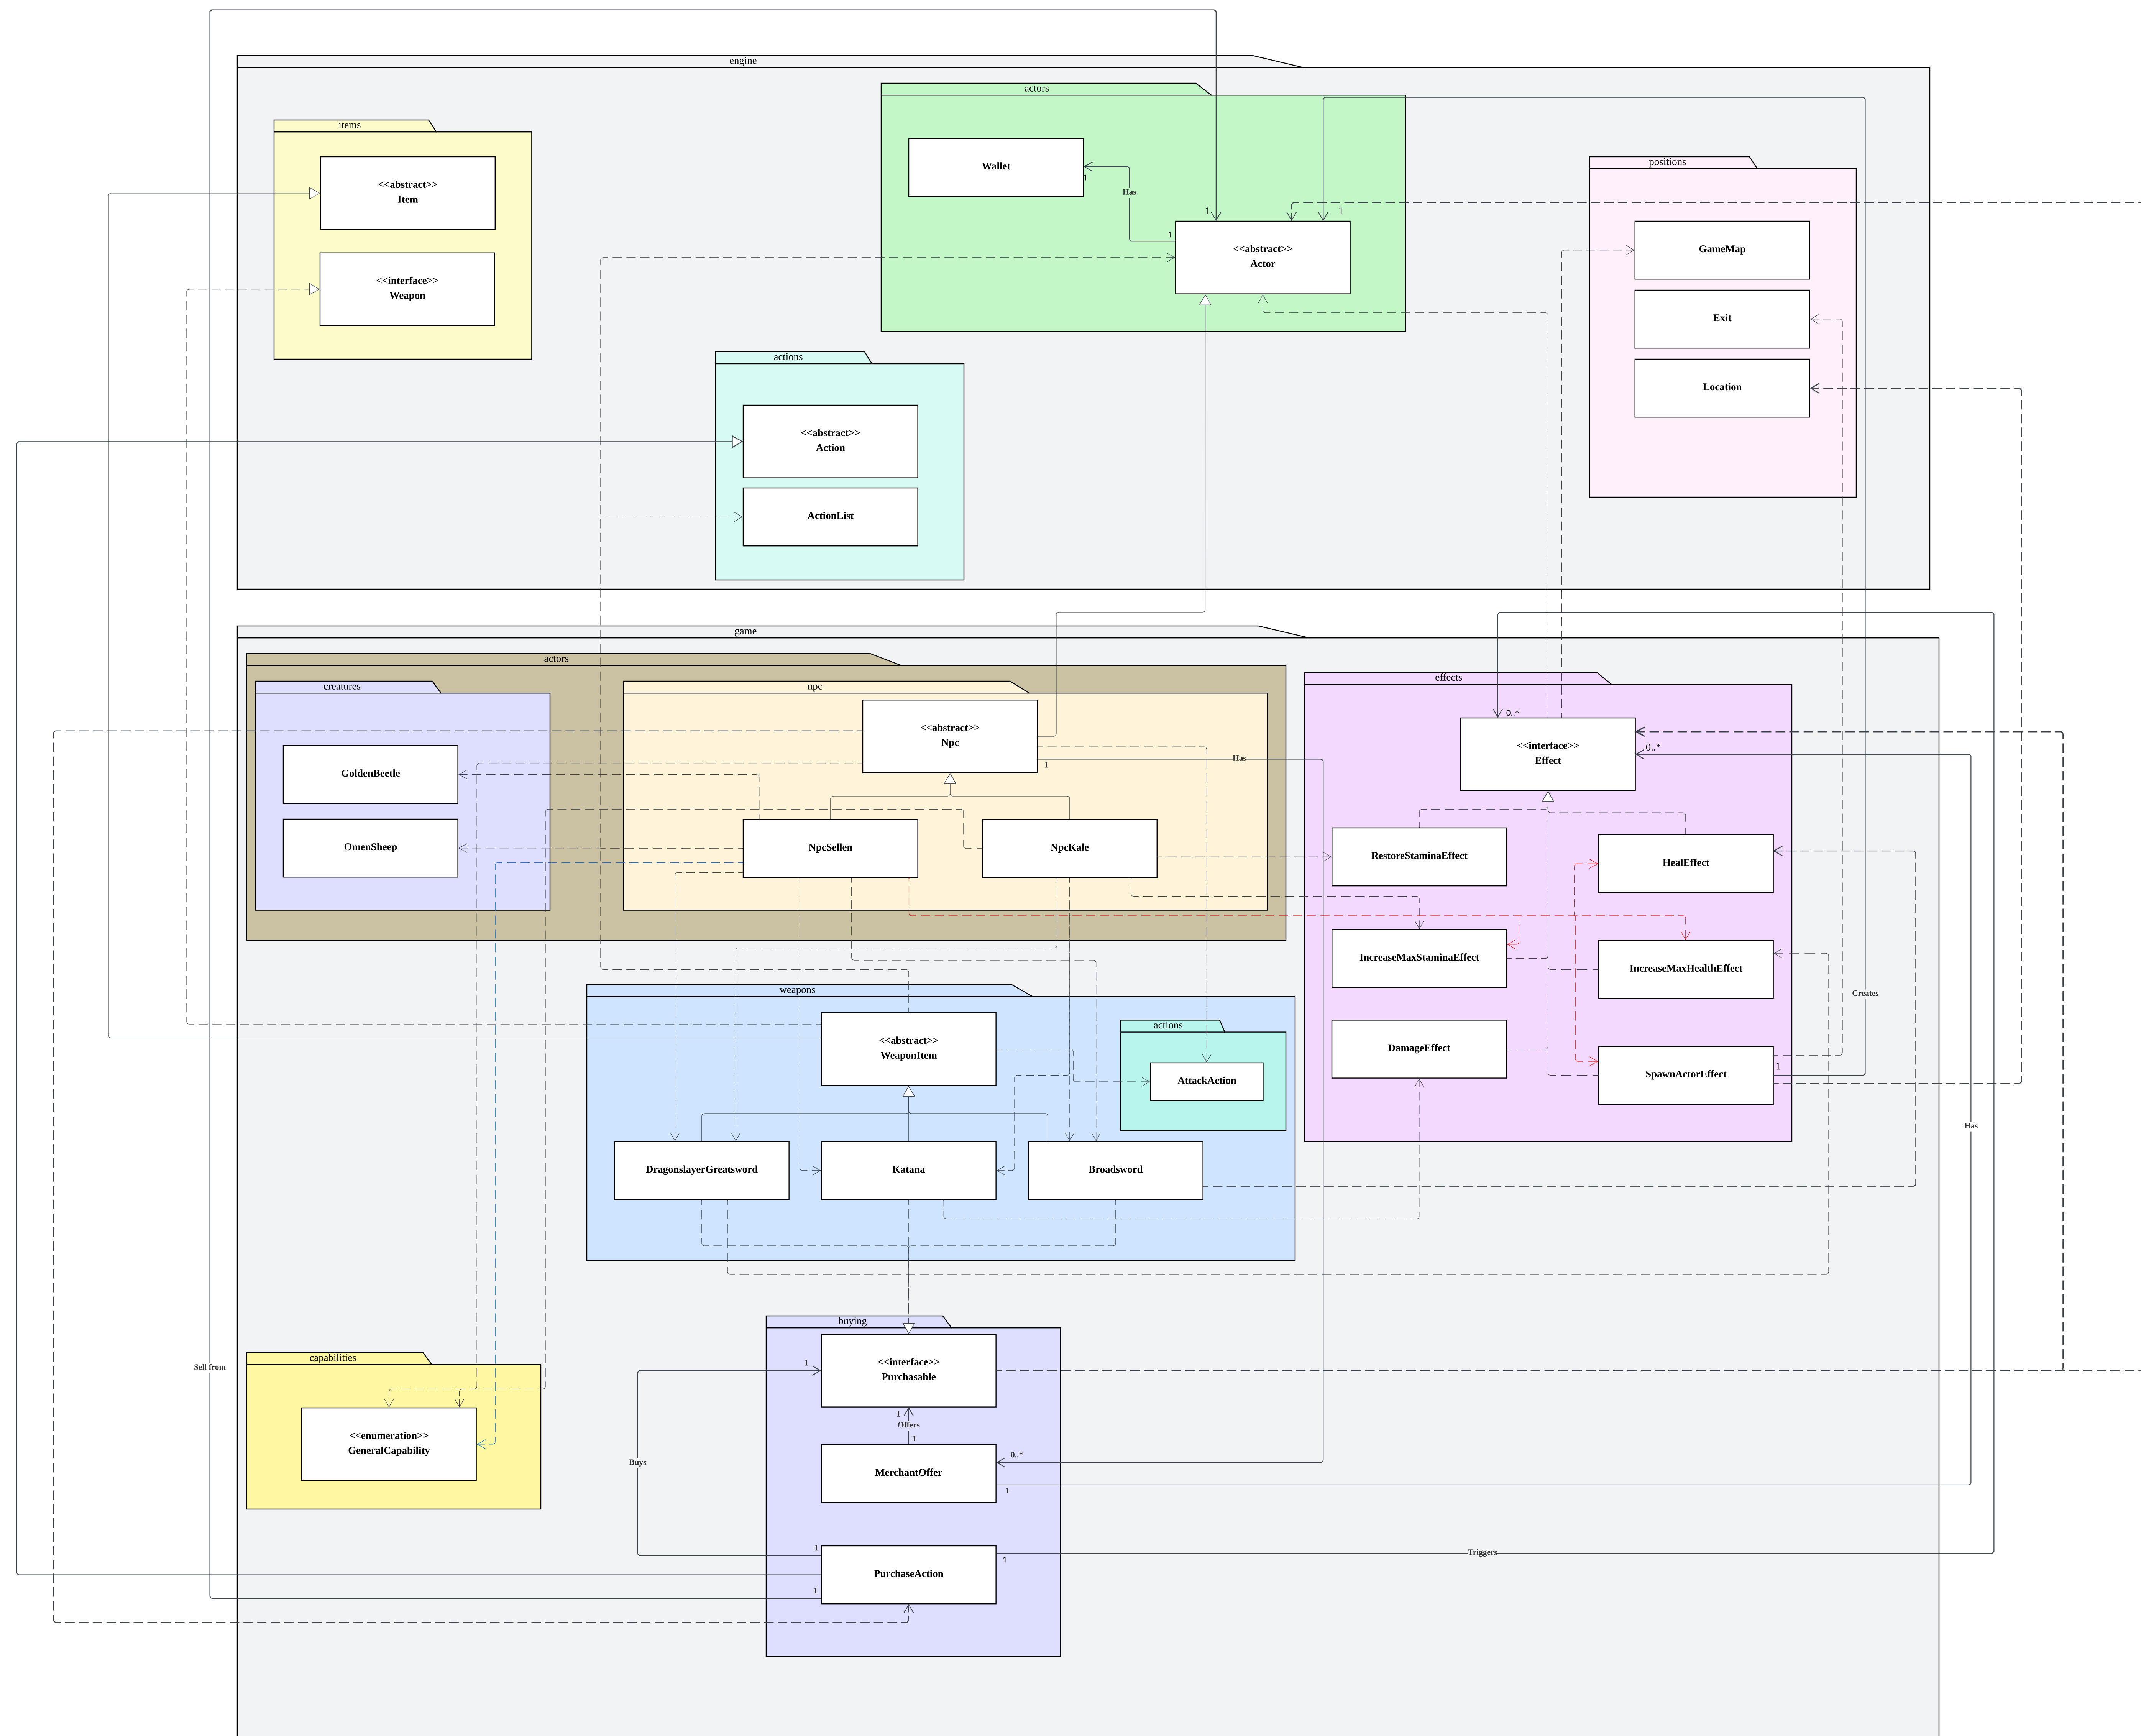 engine
actors
items
Wallet
1
Has
<<abstract>>
Item
positions
1
1
1
<<abstract>>
Actor
GameMap
<<interface>>
Weapon
Exit
actions
Location
<<abstract>>
Action
ActionList
game
actors
effects
creatures
npc
0..*
<<abstract>>
Npc
<<interface>>
Effect
0..*
Has
1
GoldenBeetle
OmenSheep
NpcSellen
NpcKale
RestoreStaminaEffect
HealEffect
IncreaseMaxStaminaEffect
IncreaseMaxHealthEffect
Creates
weapons
actions
<<abstract>>
WeaponItem
DamageEffect
AttackAction
SpawnActorEffect
1
Has
DragonslayerGreatsword
Katana
Broadsword
buying
capabilities
Sell from
1
<<interface>>
Purchasable
1
Offers
1
<<enumeration>>
GeneralCapability
0..*
Buys
MerchantOffer
1
1
1
Triggers
PurchaseAction
1